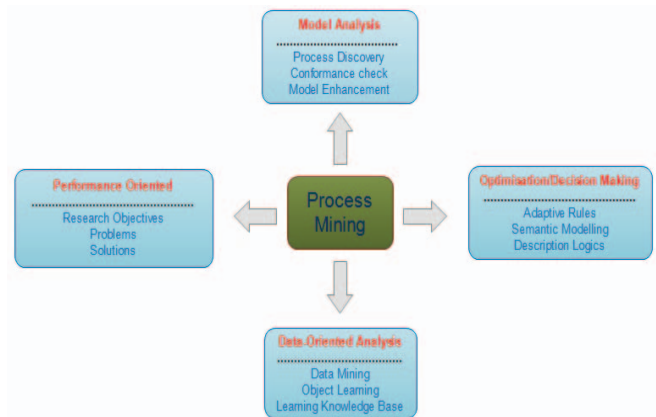 Model Analysis
Process Discovery
Conformance check
Model Enhancement
Performance Oriented
Research Objectives
Problems
Solutions
Process
Mining
Optimisation/Decision Making
Adaptive Rules
Semantic Modelling
Description Logics
Data-Oriented Analysis
Data Mining
Object Learning
Learning Knowledge Base